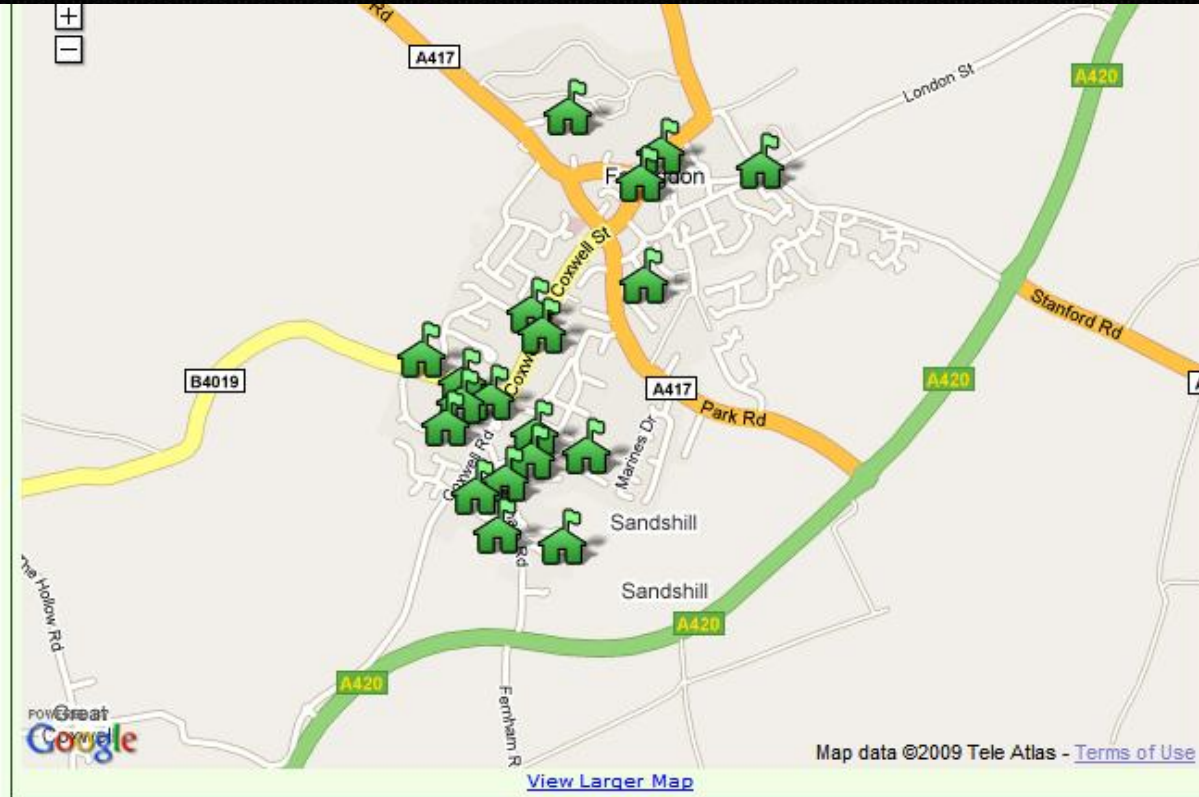 +
Rd
A417
London St
A420
−
Coxwell St
Stanford Rd
B4019
A417
A420
Park Rd
Coxwell Rd
Marines Dr
Sandshill
Rd
Sandshill
The Hollow Rd
A420
A420
Fernham R
Great
Google
Map data ©2009 Tele Atlas - Terms of Use
View Larger Map